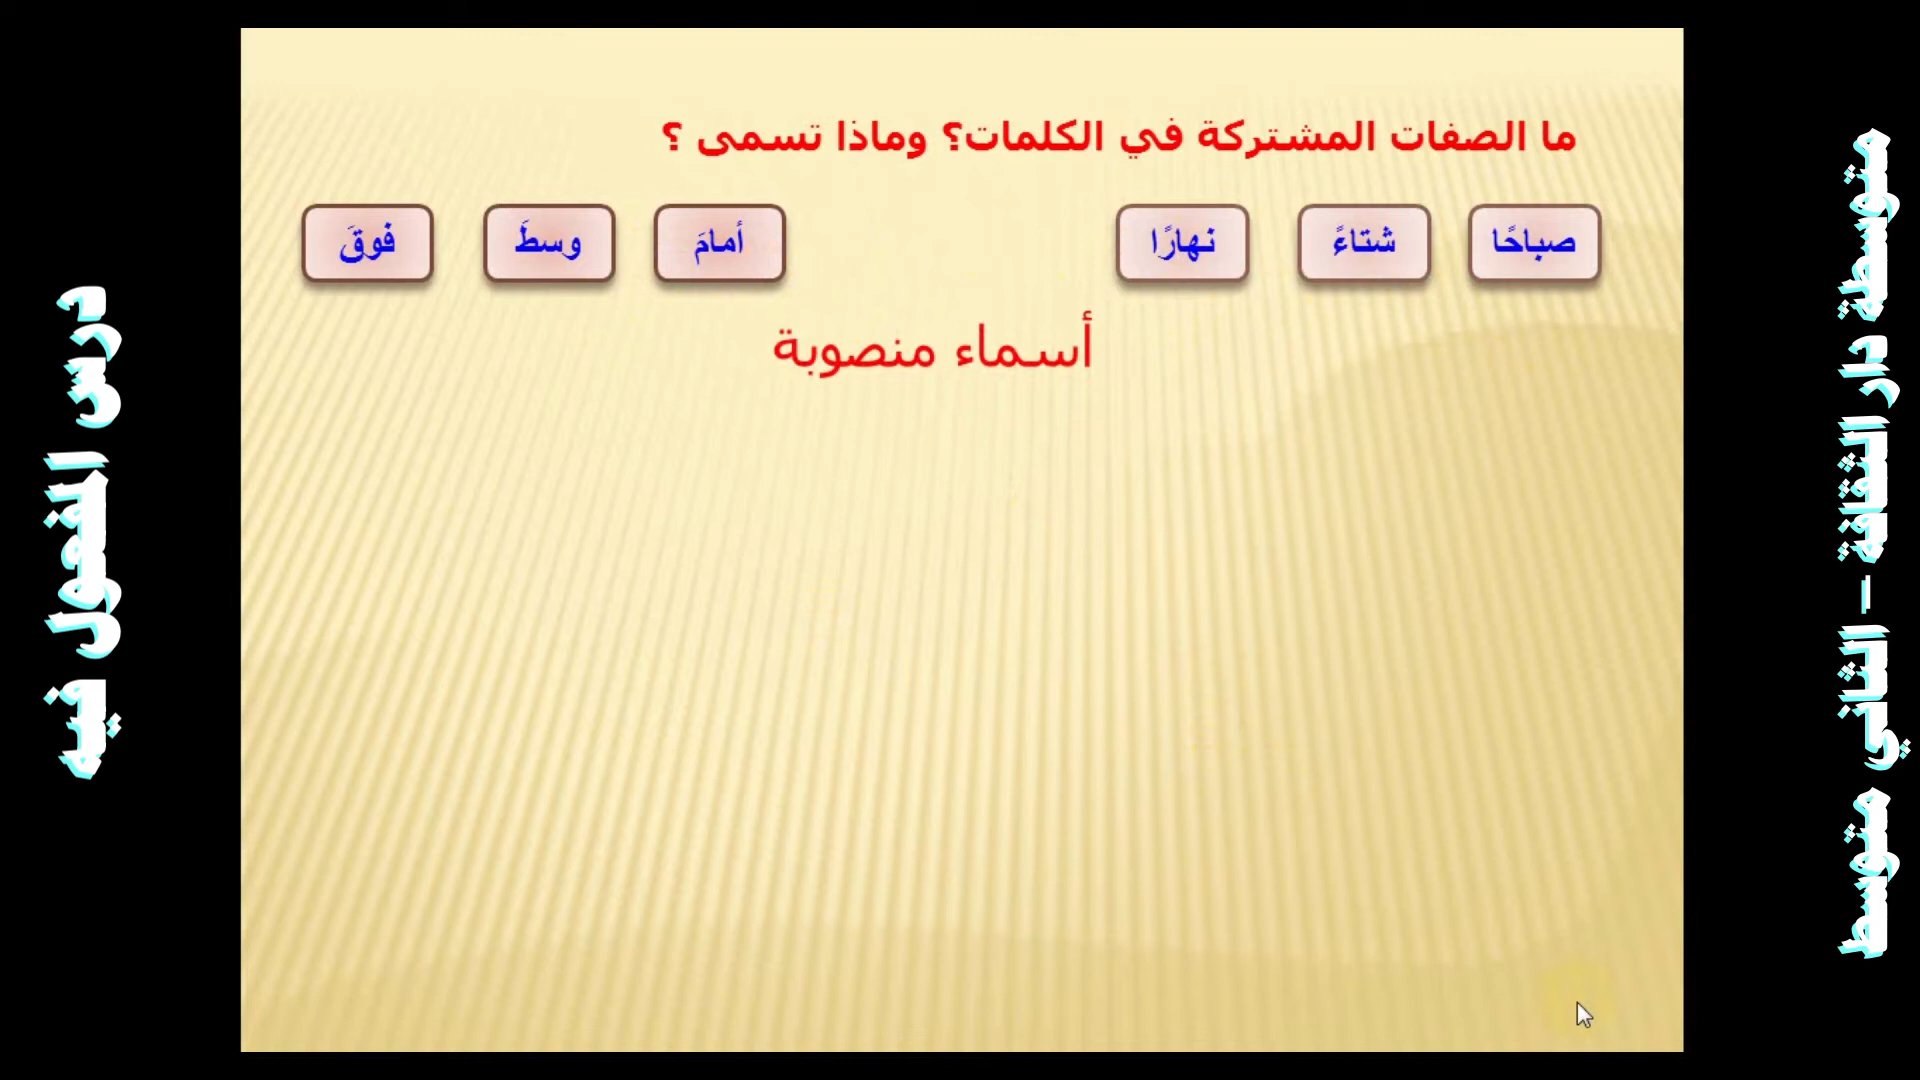 ما الصفات المشتركة في الكلمات؟ وماذا تسمى ؟
صباحًا شتاءً نهارًا أمامَ وسطَ فوقَ
أسماء منصوبة
متوسطة دار الثقافة – الثاني متوسط
درس المفعول فيه